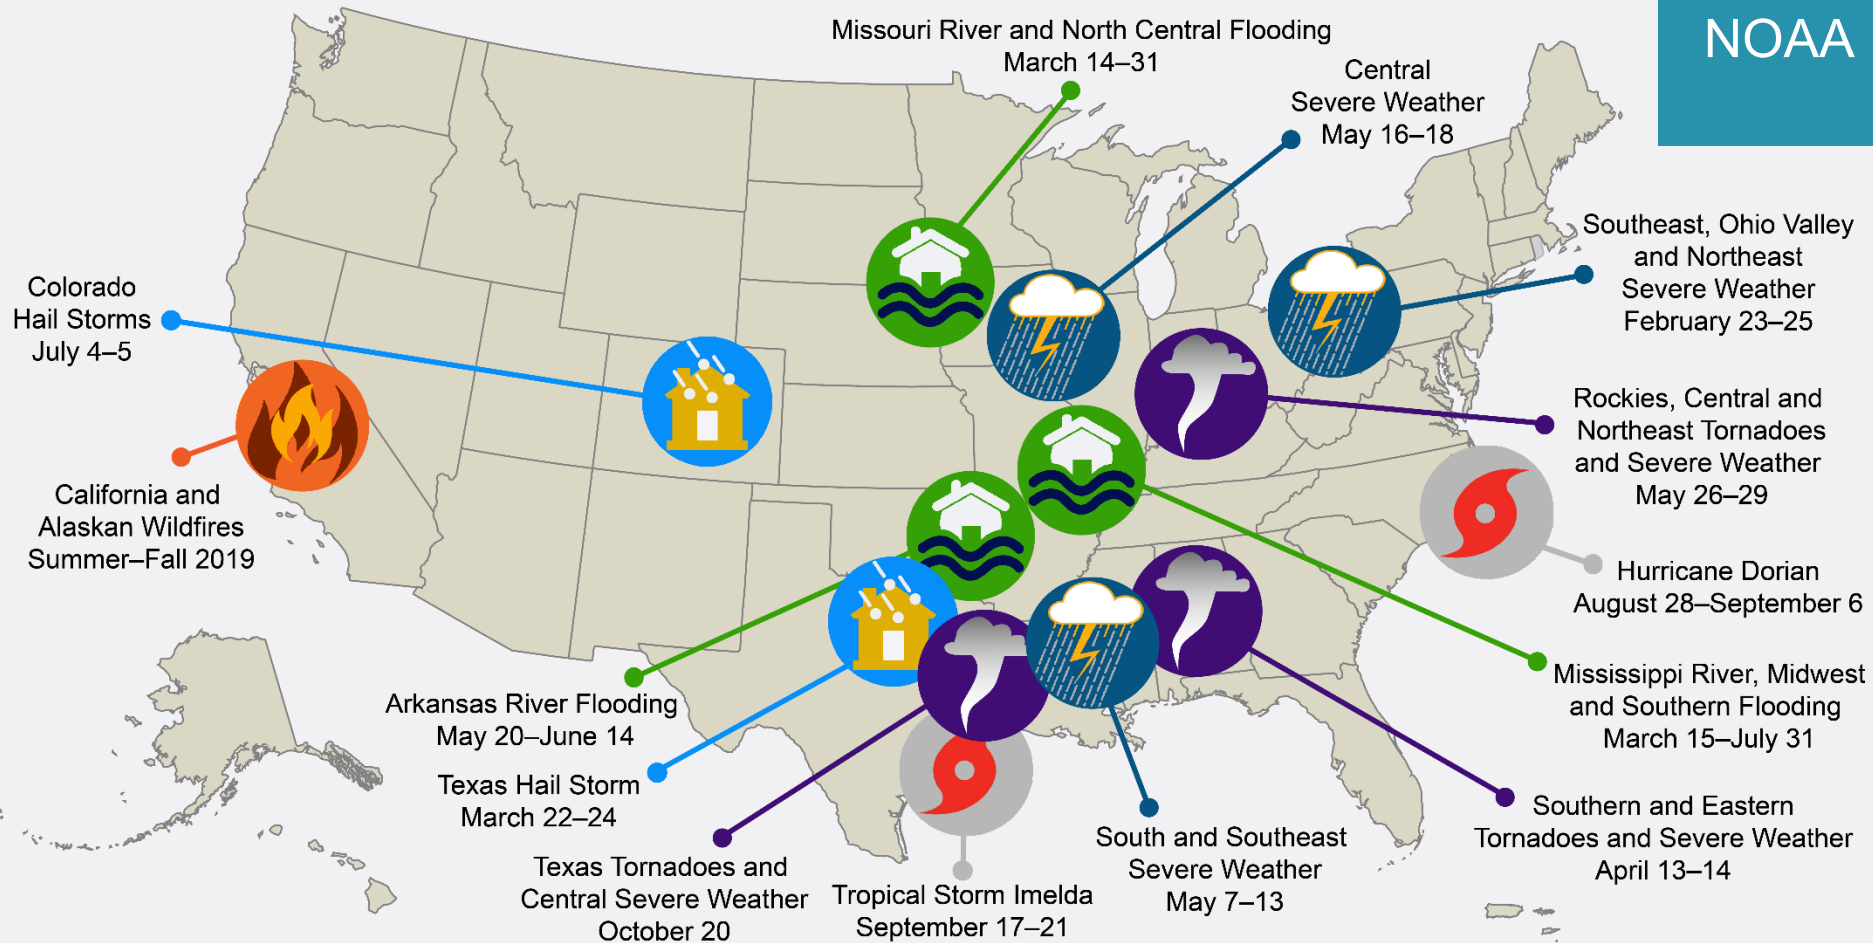 NOAA
Missouri River and North Central Flooding
March 14–31
Central
Severe Weather
May 16–18
Southeast, Ohio Valley
and Northeast
Severe Weather
February 23–25
Colorado
Hail Storms
July 4–5
Rockies, Central and
Northeast Tornadoes
and Severe Weather
May 26–29
California and
Alaskan Wildfires
Summer–Fall 2019
Hurricane Dorian
August 28–September 6
Mississippi River, Midwest
and Southern Flooding
March 15–July 31
Arkansas River Flooding
May 20–June 14
Texas Hail Storm
March 22–24
Southern and Eastern
Tornadoes and Severe Weather
April 13–14
South and Southeast
Severe Weather
May 7–13
Texas Tornadoes and
Central Severe Weather
October 20
Tropical Storm Imelda
September 17–21